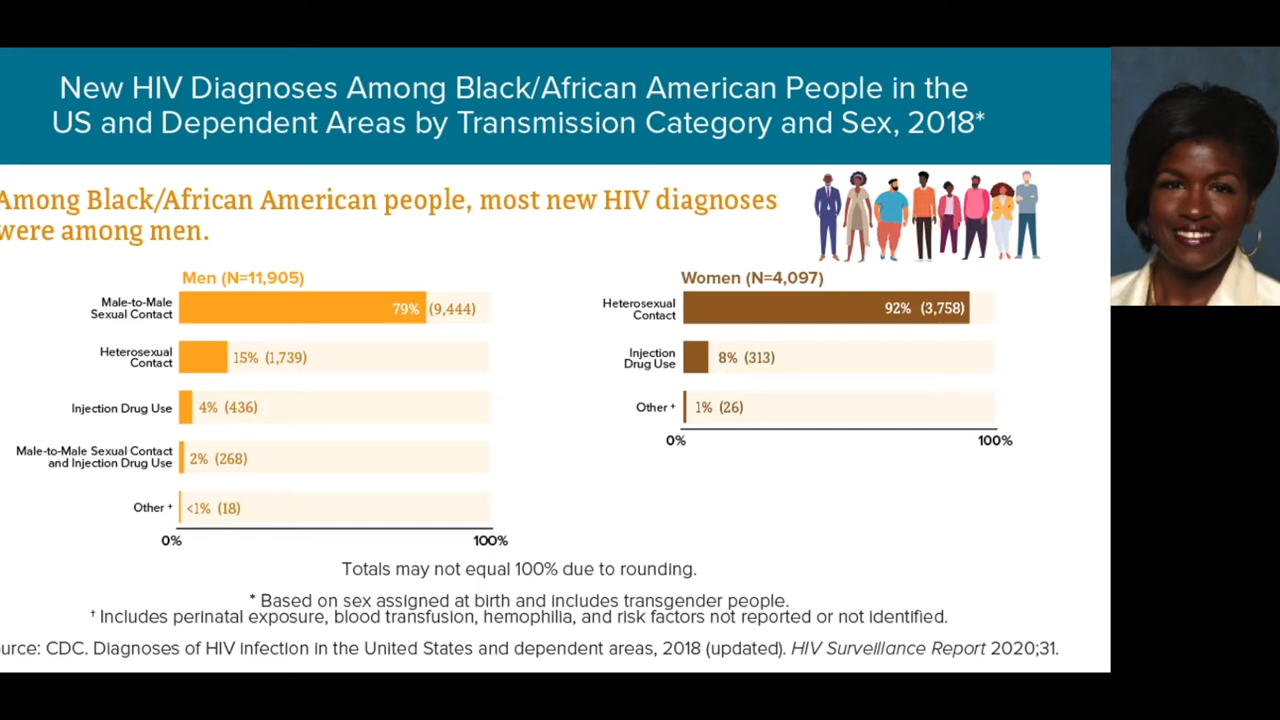 New HIV Diagnoses Among Black/African American People in the
US and Dependent Areas by Transmission Category and Sex, 2018*
Among Black/African American people, most new HIV diagnoses
were among men.
Men (N=11,905)
Male-to-Male
Sexual Contact
79% (9,444)
Heterosexual
Contact
15% (1,739)
Injection Drug Use
4% (436)
Male-to-Male Sexual Contact
and Injection Drug Use
2% (268)
Other †
<1% (18)
0% 100%
Women (N=4,097)
Heterosexual
Contact
92% (3,758)
Injection
Drug Use
8% (313)
Other †
1% (26)
0% 100%
Totals may not equal 100% due to rounding.
* Based on sex assigned at birth and includes transgender people.
† Includes perinatal exposure, blood transfusion, hemophilia, and risk factors not reported or not identified.
urce: CDC. Diagnoses of HIV infection in the United States and dependent areas, 2018 (updated). HIV Surveillance Report 2020;31.